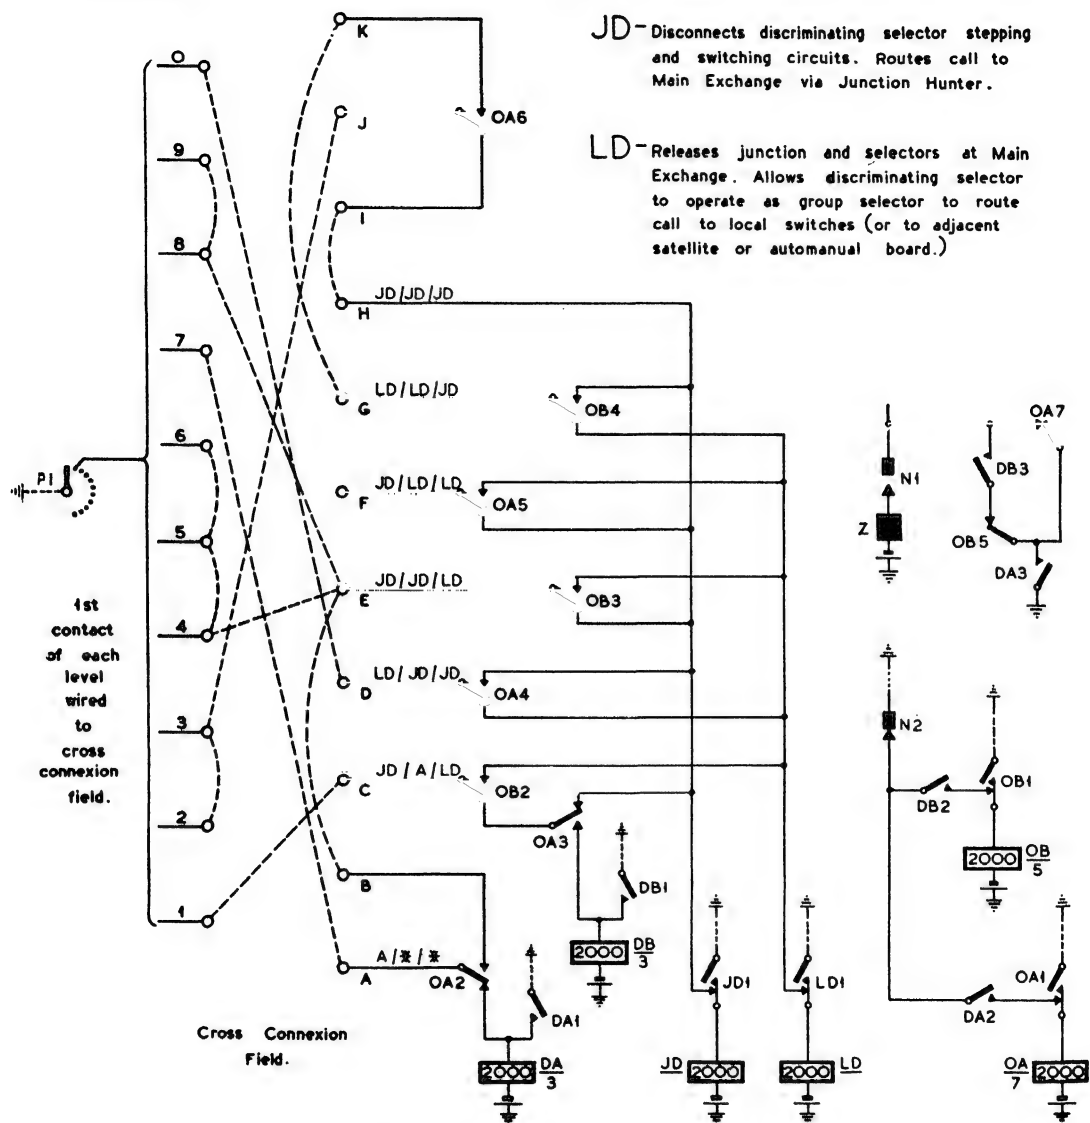 JD - Disconnects discriminating selector stepping
and switching circuits. Routes call to
Main Exchange via Junction Hunter.
LD - Releases junction and selectors at Main
Exchange. Allows discriminating selector
to operate as group selector to route
call to local switches (or to adjacent
satellite or automanual board.)
K
0
OA6
J
9
I
8
JD/JD/JD
H
7
LD/LD/JD
G
OB4
OA7
6
P1
JD/LD/LD
F
OA5
N1
DB3
Z
OB5
5
JD/JD/LD
E
OB3
DA3
1st
contact
of each
level
wired
to
cross
connexion
field.
4
LD/JD/JD
D
OA4
N2
3
JD/A/LD
C
OB2
OA3
DB2
OB1
2
2000 OB/5
B
DB1
1
2000 DB/3
A/*/*
A
OA2
JD1
LD1
OA1
DA1
DA2
Cross Connexion
Field.
2000 DA/3
JD 2000
2000 LD
OA/7 2000